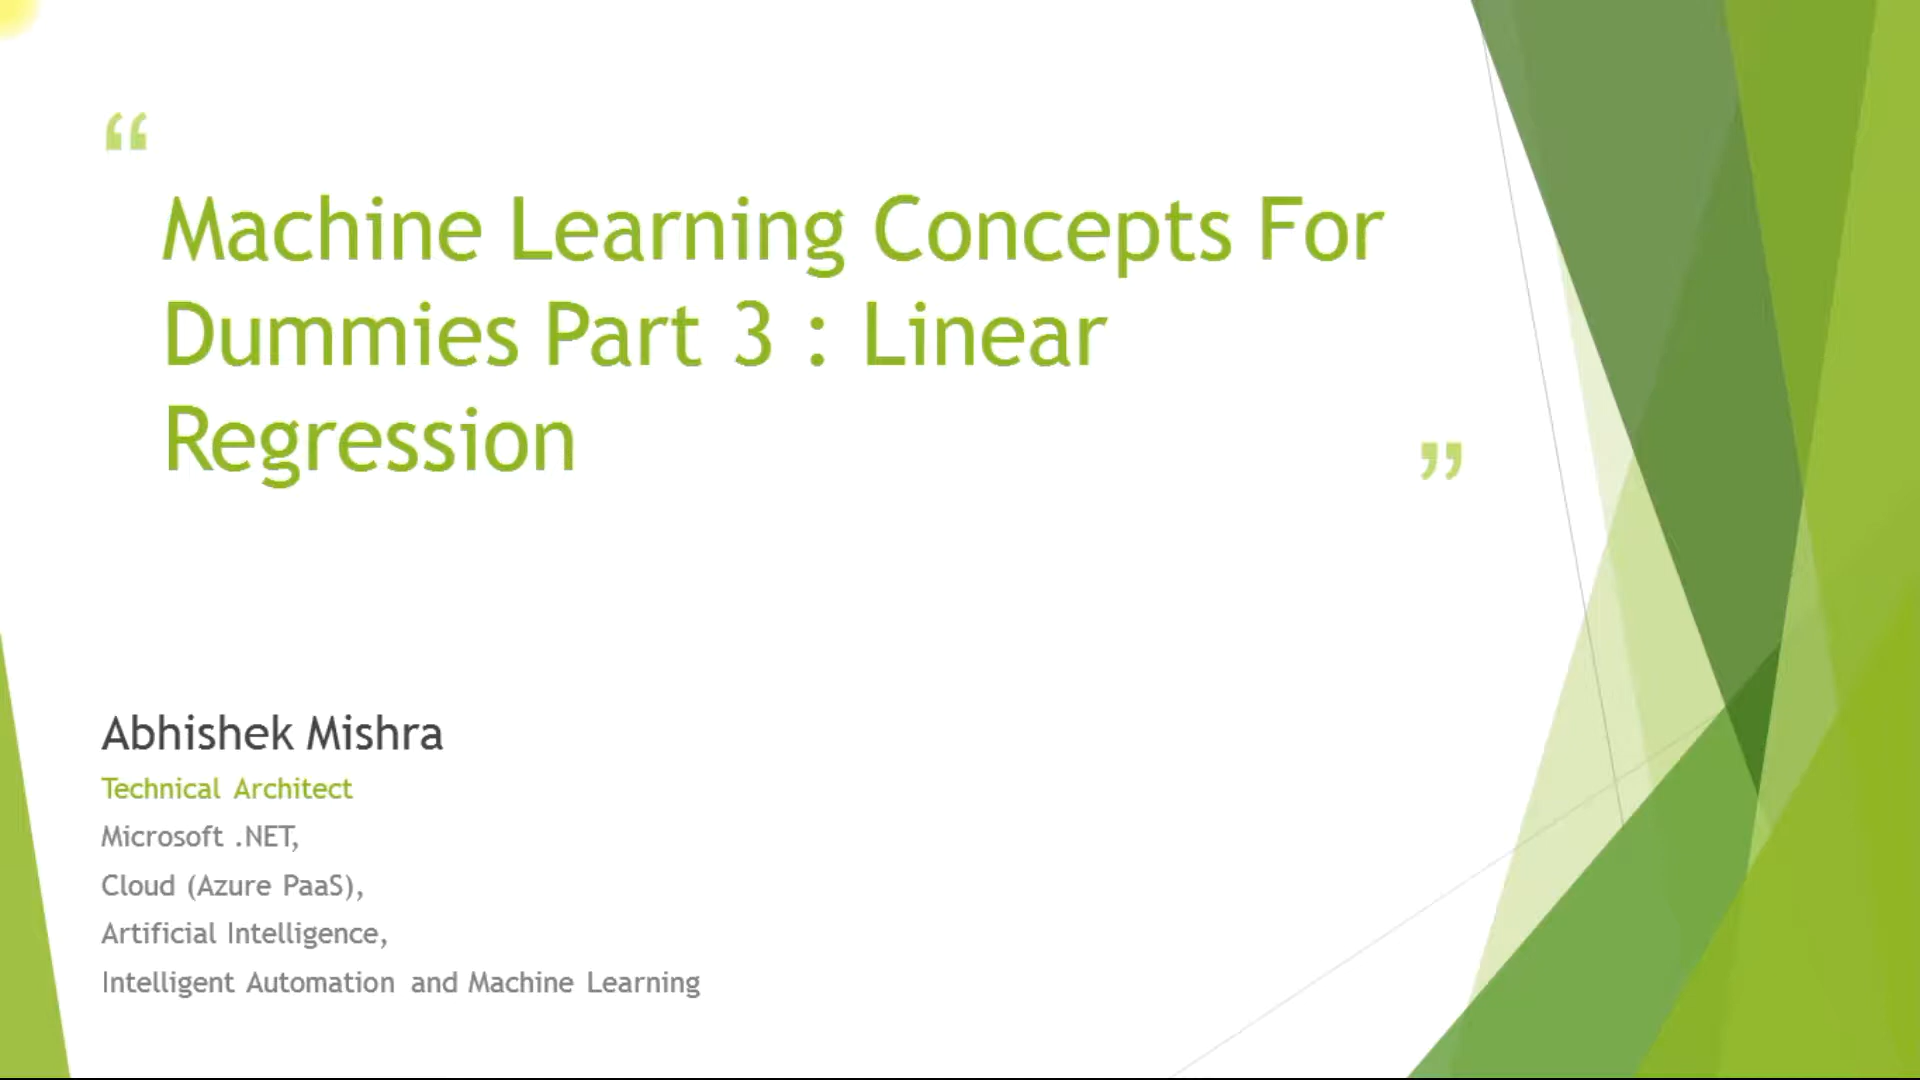 “
Machine Learning Concepts For
Dummies Part 3 : Linear
Regression
”
Abhishek Mishra
Technical Architect
Microsoft .NET,
Cloud (Azure PaaS),
Artificial Intelligence,
Intelligent Automation and Machine Learning